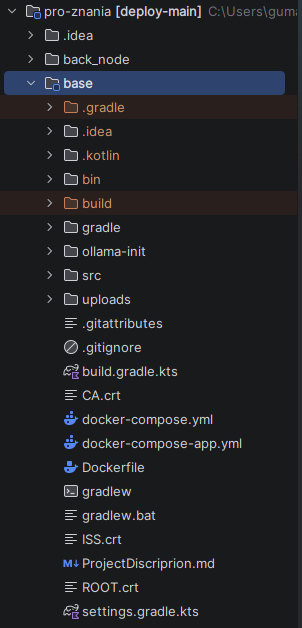 pro-znania [deploy-main] C:\Users\guma
.idea
back_node
base
.gradle
.idea
.kotlin
bin
build
gradle
ollama-init
src
uploads
.gitattributes
.gitignore
build.gradle.kts
CA.crt
docker-compose.yml
docker-compose-app.yml
Dockerfile
gradlew
gradlew.bat
ISS.crt
M↓ ProjectDiscriprion.md
ROOT.crt
settings.gradle.kts